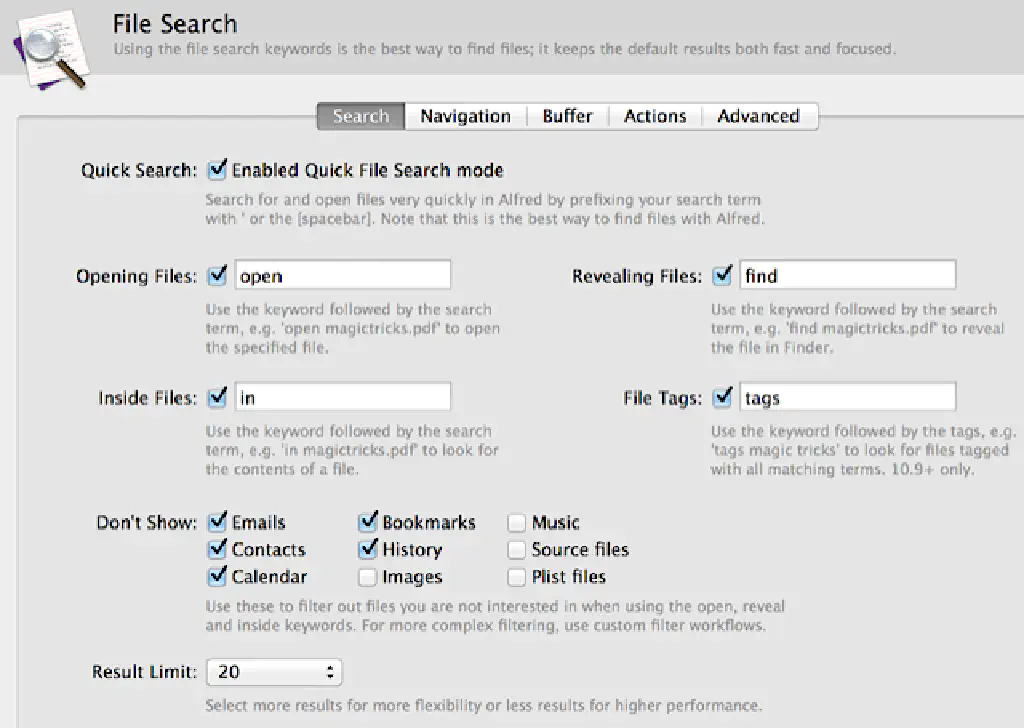 File Search
Using the file search keywords is the best way to find files; it keeps the default results both fast and focused.
Search Navigation Buffer Actions Advanced
Quick Search: Enabled Quick File Search mode
Search for and open files very quickly in Alfred by prefixing your search term
with ' or the [spacebar]. Note that this is the best way to find files with Alfred.
Opening Files: open
Use the keyword followed by the search
term, e.g. 'open magictricks.pdf' to open
the specified file.
Revealing Files: find
Use the keyword followed by the search
term, e.g. 'find magictricks.pdf' to reveal
the file in Finder.
Inside Files: in
Use the keyword followed by the search
term, e.g. 'in magictricks.pdf' to look for
the contents of a file.
File Tags: tags
Use the keyword followed by the tags, e.g.
'tags magic tricks' to look for files tagged
with all matching terms. 10.9+ only.
Don't Show: Emails Bookmarks Music
Contacts History Source files
Calendar Images Plist files
Use these to filter out files you are not interested in when using the open, reveal
and inside keywords. For more complex filtering, use custom filter workflows.
Result Limit: 20
Select more results for more flexibility or less results for higher performance.